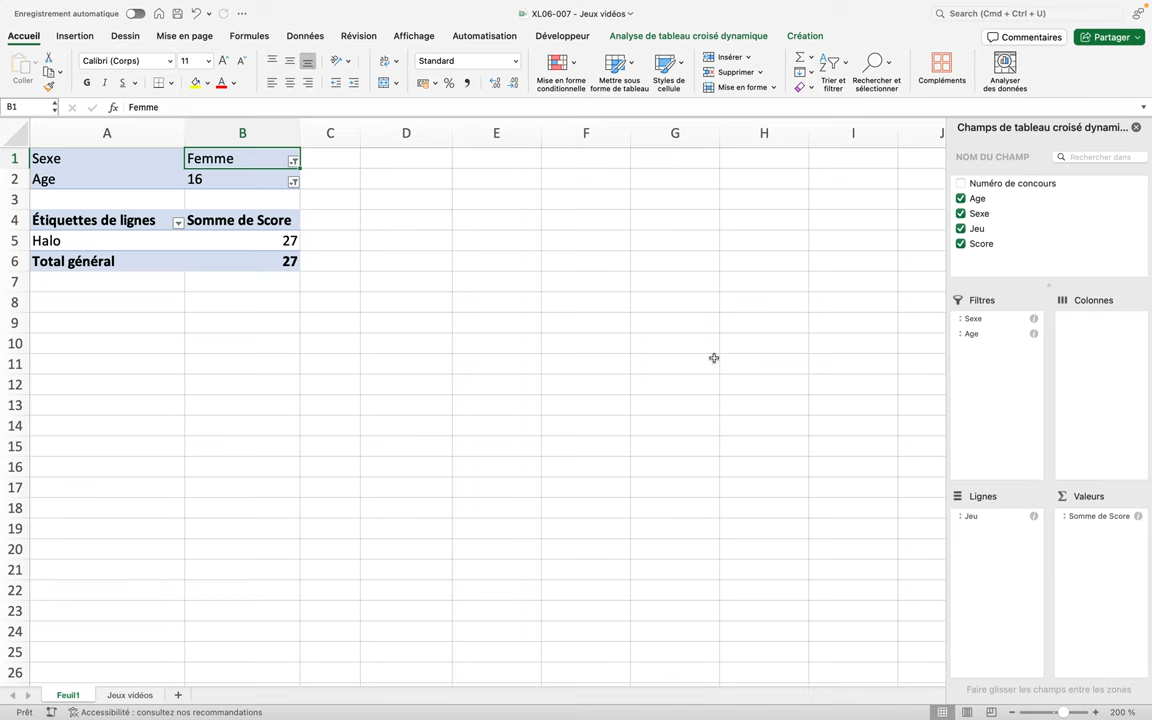 Enregistrement automatique
XL06-007 - Jeux vidéos
Search (Cmd + Ctrl + U)
Accueil Insertion Dessin Mise en page Formules Données Révision Affichage Automatisation Développeur Analyse de tableau croisé dynamique Création Commentaires Partager
Coller
Calibri (Corps) 11
G I S
Standard
Mise en forme conditionnelle
Mettre sous forme de tableau
Styles de cellule
Insérer
Supprimer
Mise en forme
Trier et filtrer
Rechercher et sélectionner
Compléments
Analyser des données
B1 fx Femme
A B C D E F G H I J
1 Sexe Femme
2 Age 16
3
4 Étiquettes de lignes Somme de Score
5 Halo 27
6 Total général 27
7
8
9
10
11
12
13
14
15
16
17
18
19
20
21
22
23
24
25
26
Champs de tableau croisé dynami...
NOM DU CHAMP Rechercher dans
Numéro de concours
Age
Sexe
Jeu
Score
Filtres Colonnes
Sexe
Age
Lignes Valeurs
Jeu Somme de Score
Faire glisser les champs entre les zones
Feuil1 Jeux vidéos +
Prêt Accessibilité : consultez nos recommandations 200 %